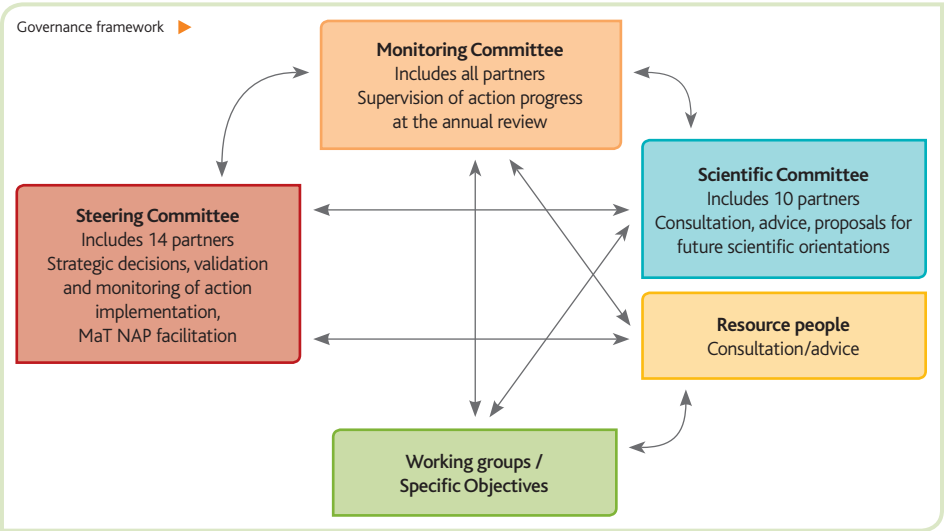 Governance framework
Monitoring Committee
Includes all partners
Supervision of action progress
at the annual review
Scientific Committee
Includes 10 partners
Consultation, advice, proposals for
future scientific orientations
Steering Committee
Includes 14 partners
Strategic decisions, validation
and monitoring of action
implementation,
MaT NAP facilitation
Resource people
Consultation/advice
Working groups /
Specific Objectives